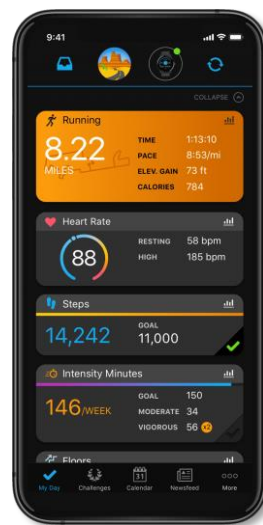 9:41
COLLAPSE
Running
8.22
MILES
TIME 1:13:10
PACE 8:53/mi
ELEV. GAIN 73 ft
CALORIES 784
Heart Rate
88
RESTING 58 bpm
HIGH 185 bpm
Steps
14,242
GOAL
11,000
Intensity Minutes
146/WEEK
GOAL 150
MODERATE 34
VIGOROUS 56 x2
Floors
31
My Day Challenges Calendar Newsfeed More